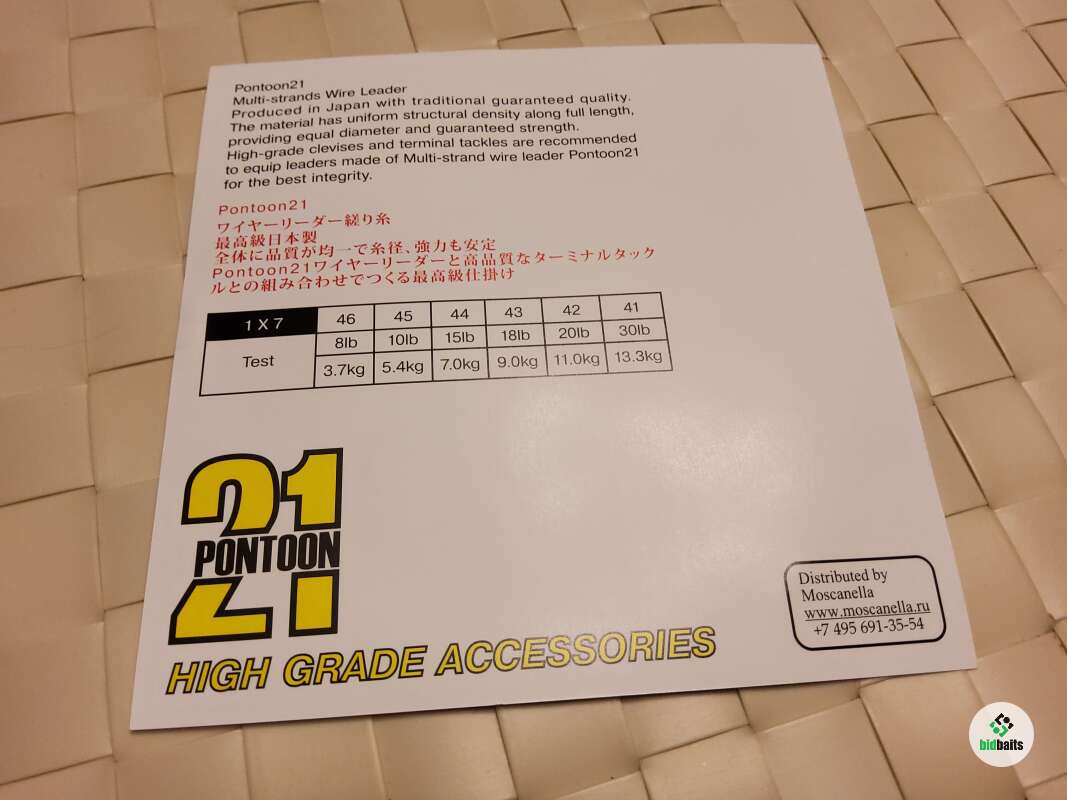 Pontoon21
Multi-strands Wire Leader
Produced in Japan with traditional guaranteed quality.
The material has uniform structural density along full length,
providing equal diameter and guaranteed strength.
High-grade clevises and terminal tackles are recommended
to equip leaders made of Multi-strand wire leader Pontoon21
for the best integrity.
Pontoon21
ワイヤーリーダー縒り糸
最高級日本製
全体に品質が均一で糸径、強力も安定
Pontoon21ワイヤーリーダーと高品質なターミナルタック
ルとの組み合わせでつくる最高級仕掛け
1 X 7 46 45 44 43 42 41
8lb 10lb 15lb 18lb 20lb 30lb
Test 3.7kg 5.4kg 7.0kg 9.0kg 11.0kg 13.3kg
21
PONTOON
HIGH GRADE ACCESSORIES
Distributed by
Moscanella
www.moscanella.ru
+7 495 691-35-54
bidbaits